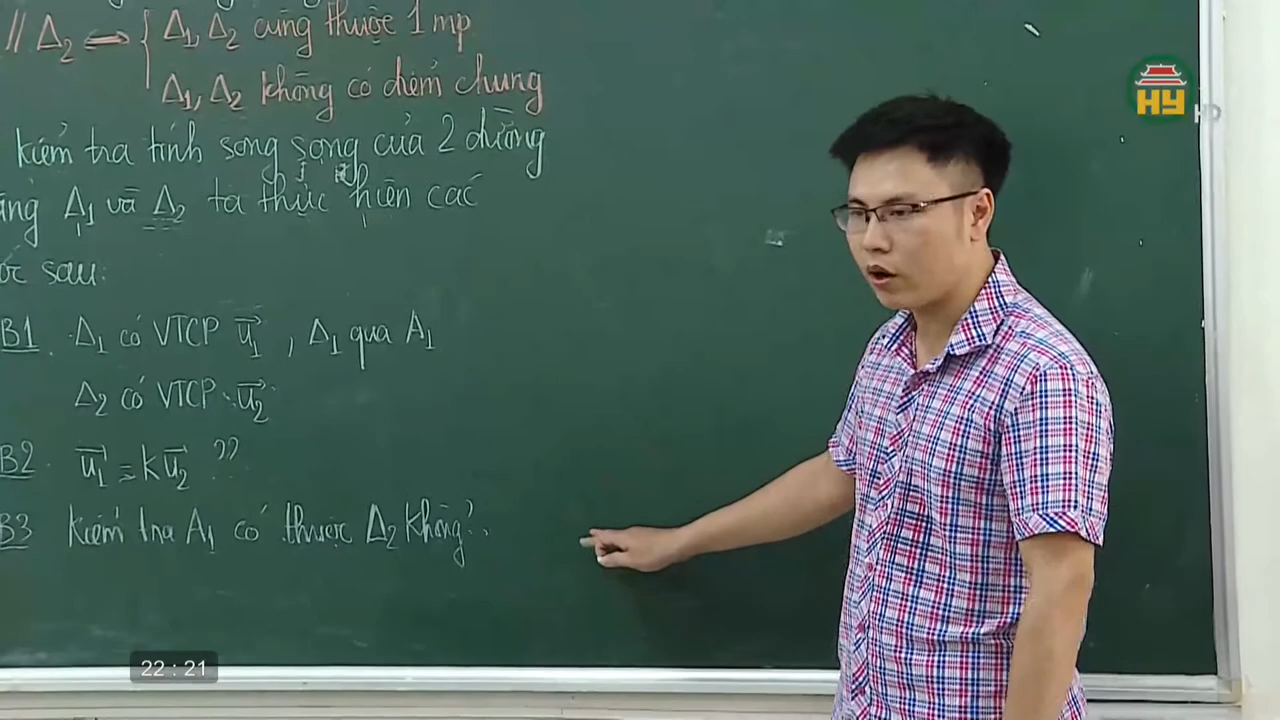 // Δ₂ ⟺ { Δ₁, Δ₂ cùng thuộc 1 mp
Δ₁, Δ₂ không có điểm chung
kiểm tra tính song song của 2 đường
ẳng Δ₁ và Δ₂ ta thực hiện các
ớc sau:
B1. Δ₁ có VTCP u₁⃗, Δ₁ qua A₁
Δ₂ có VTCP u₂⃗
B2. u₁⃗ = ku₂⃗ ??
B3 kiểm tra A₁ có thuộc Δ₂ không?
HY HD
22 : 21